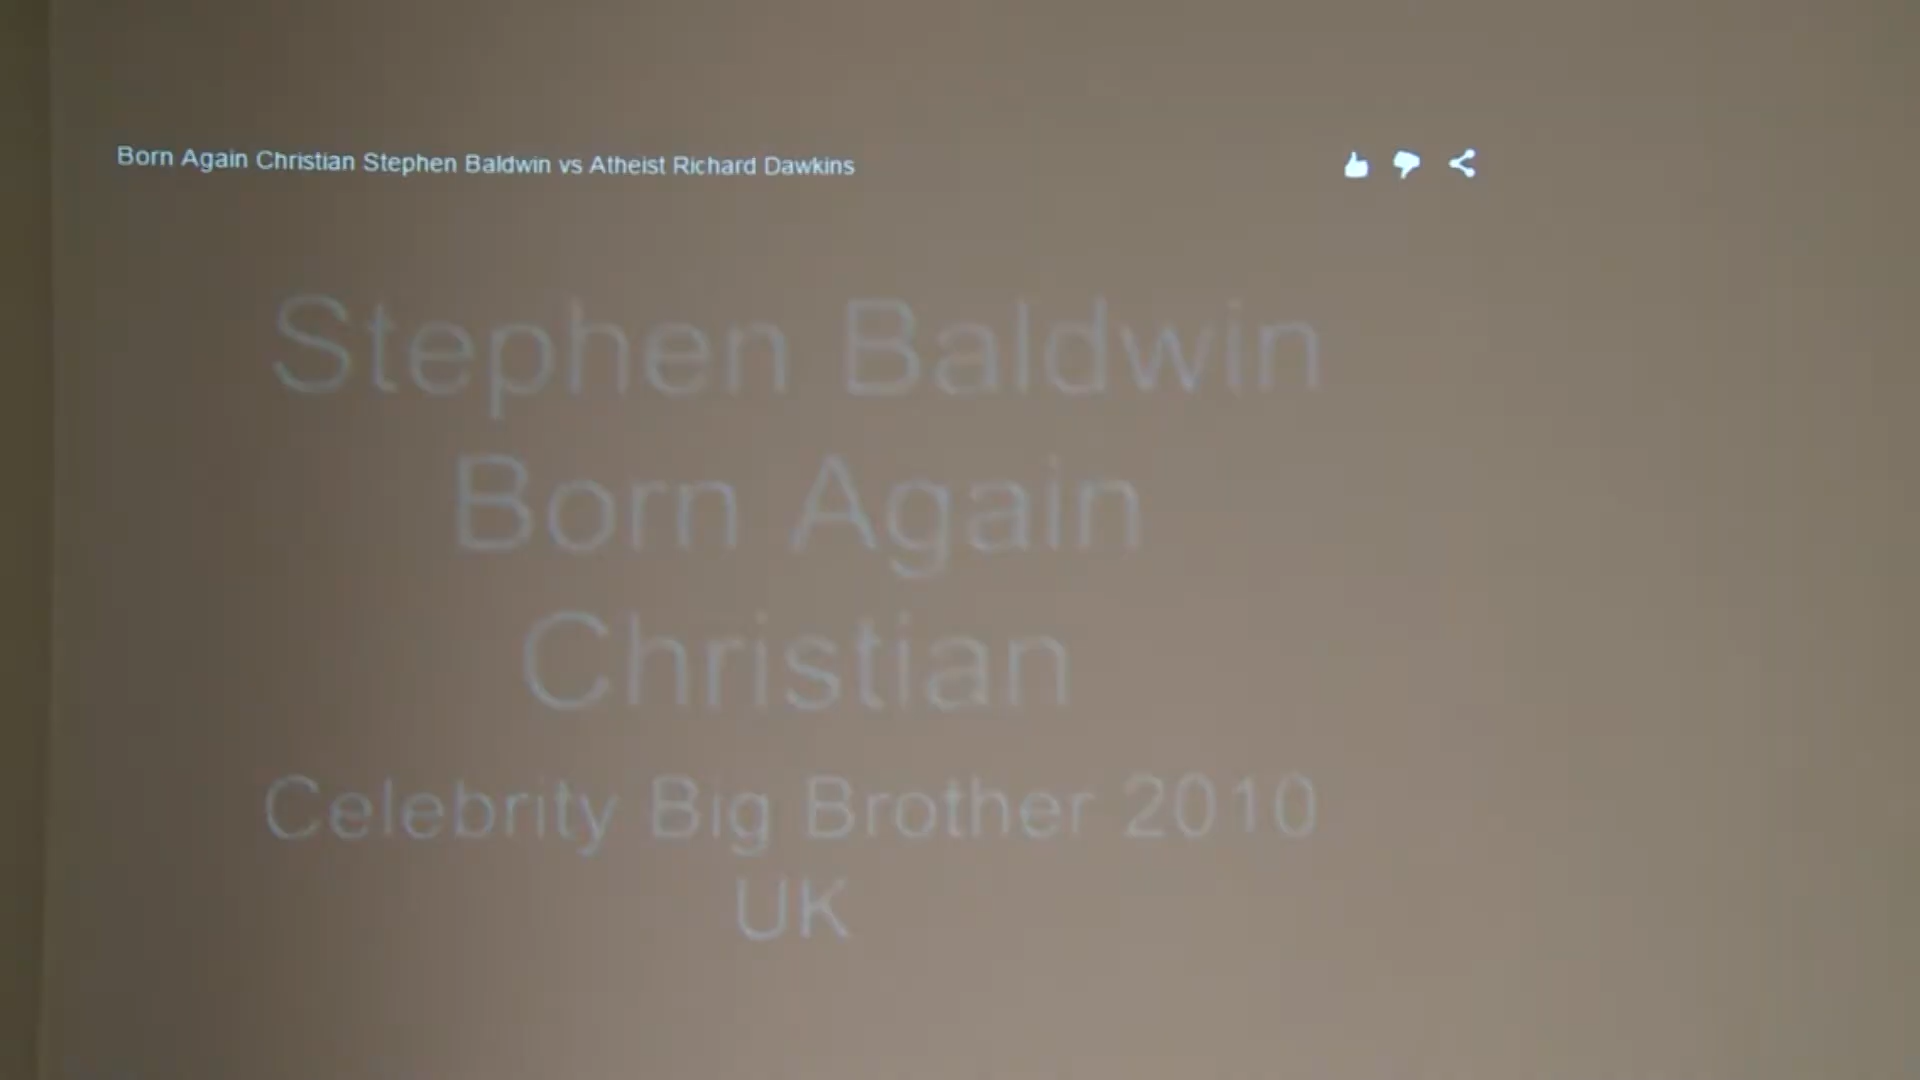 Born Again Christian Stephen Baldwin vs Atheist Richard Dawkins
Stephen Baldwin
Born Again
Christian
Celebrity Big Brother 2010
UK